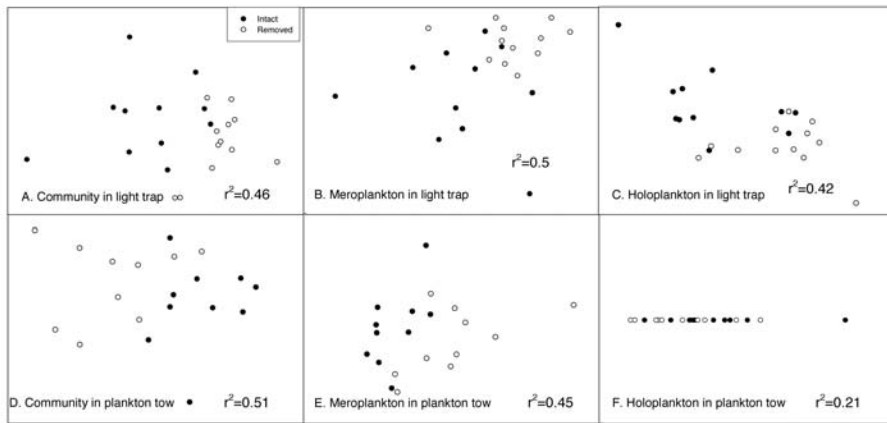 Intact
Removed
A. Community in light trap
r²=0.46
B. Meroplankton in light trap
r²=0.5
C. Holoplankton in light trap
r²=0.42
D. Community in plankton tow
r²=0.51
E. Meroplankton in plankton tow
r²=0.45
F. Holoplankton in plankton tow
r²=0.21